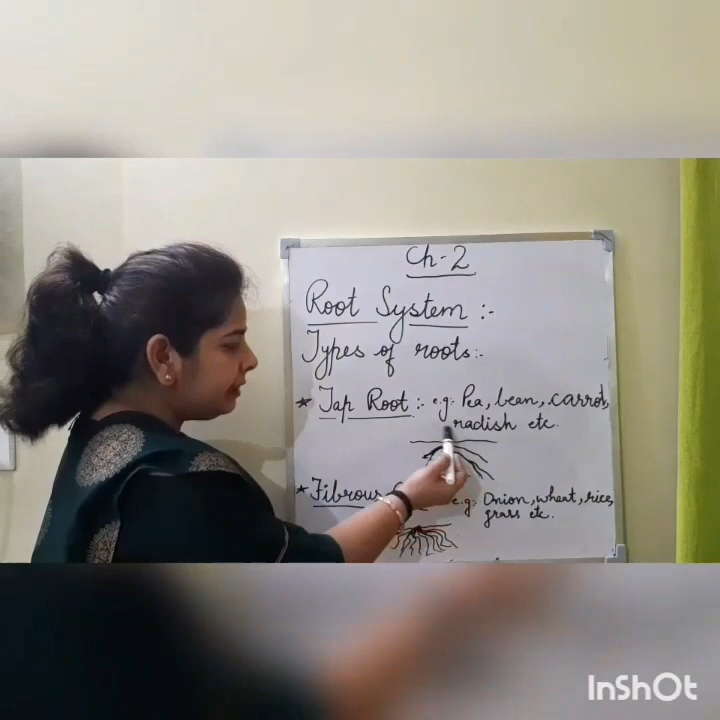 Ch-2
Root System :-
Types of roots:-
* Tap Root :- e.g:- Pea, bean, carrot,
radish etc.
* Fibrous e.g:- Onion, wheat, rice,
grass etc.
InShOt